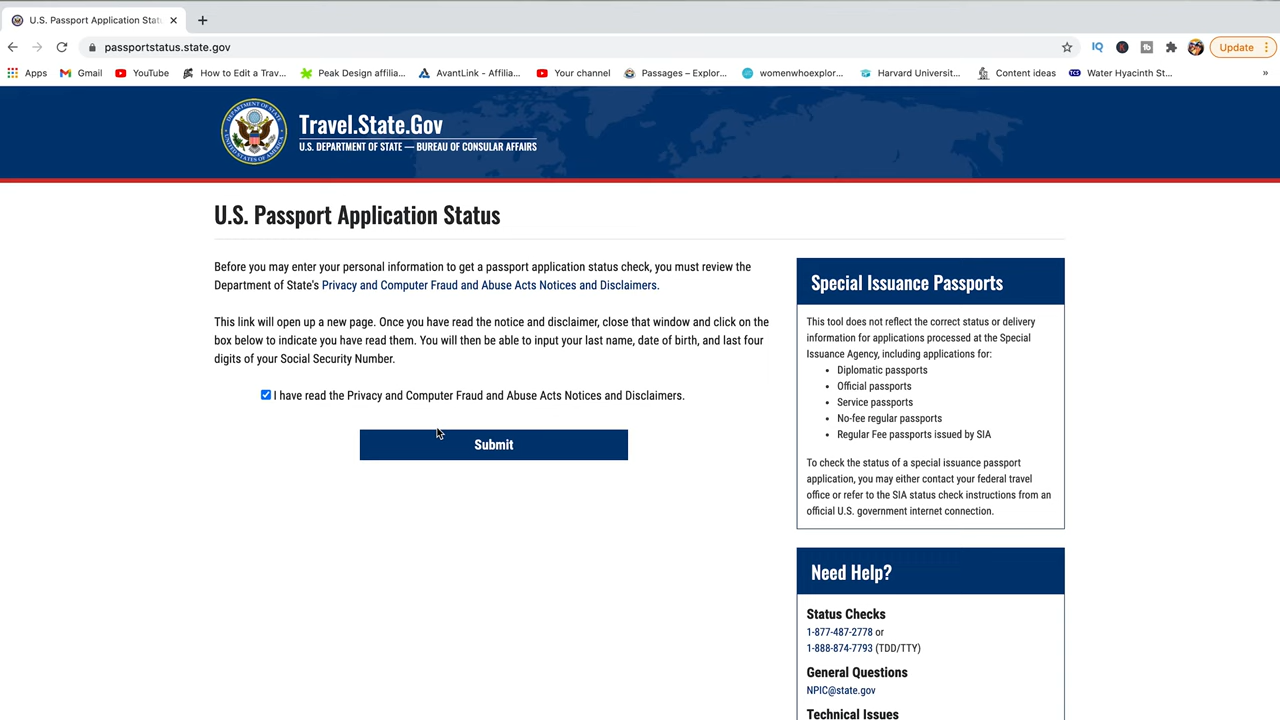 U.S. Passport Application Stat
passportstatus.state.gov
Update
Apps
Gmail
YouTube
How to Edit a Trav...
Peak Design affilia...
AvantLink - Affilia...
Your channel
Passages – Explor...
womenwhoexplor...
Harvard Universit...
Content ideas
Water Hyacinth St...
»
Travel.State.Gov
U.S. DEPARTMENT OF STATE — BUREAU OF CONSULAR AFFAIRS
U.S. Passport Application Status
Before you may enter your personal information to get a passport application status check, you must review the
Department of State's Privacy and Computer Fraud and Abuse Acts Notices and Disclaimers.
This link will open up a new page. Once you have read the notice and disclaimer, close that window and click on the
box below to indicate you have read them. You will then be able to input your last name, date of birth, and last four
digits of your Social Security Number.
I have read the Privacy and Computer Fraud and Abuse Acts Notices and Disclaimers.
Submit
Special Issuance Passports
This tool does not reflect the correct status or delivery
information for applications processed at the Special
Issuance Agency, including applications for:
• Diplomatic passports
• Official passports
• Service passports
• No-fee regular passports
• Regular Fee passports issued by SIA
To check the status of a special issuance passport
application, you may either contact your federal travel
office or refer to the SIA status check instructions from an
official U.S. government internet connection.
Need Help?
Status Checks
1-877-487-2778 or
1-888-874-7793 (TDD/TTY)
General Questions
NPIC@state.gov
Technical Issues